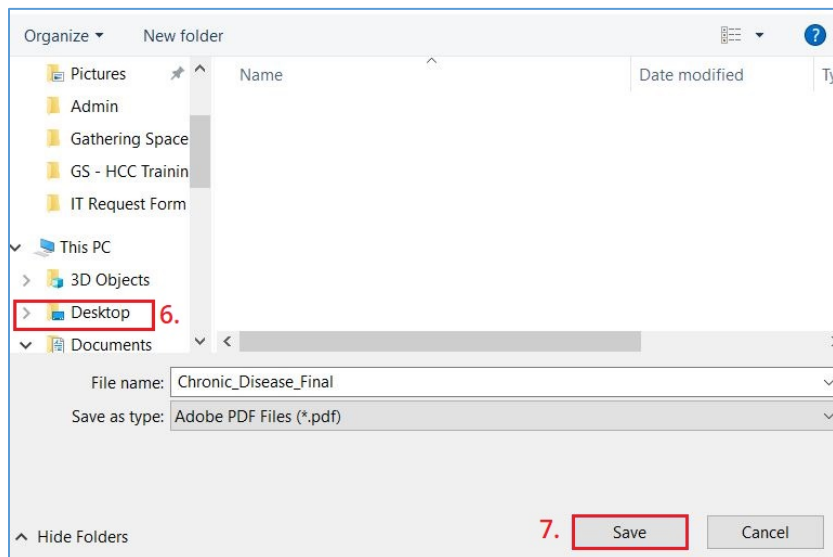 Organize New folder ?
Pictures
Name Date modified Ty
Admin
Gathering Space
GS - HCC Trainin
IT Request Form
This PC
3D Objects
Desktop 6.
Documents
File name: Chronic_Disease_Final
Save as type: Adobe PDF Files (*.pdf)
Hide Folders 7. Save Cancel